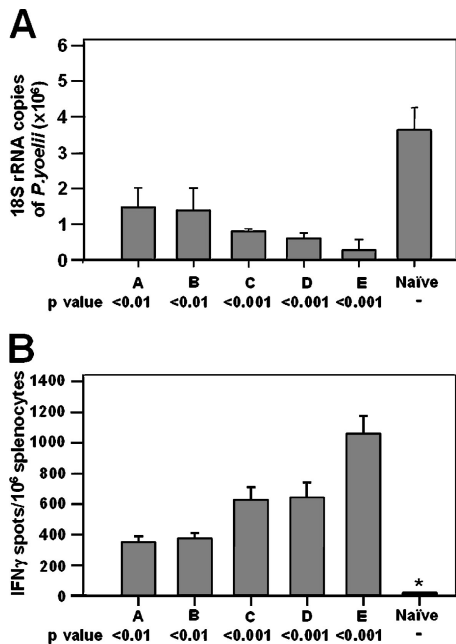 A
18S rRNA copies
of P.yoelii (x10⁶)
6
4
3
2
1
0
A B C D E Naïve
p value <0.01 <0.01 <0.001 <0.001 <0.001 -
B
IFNγ spots/10⁶ splenocytes
1400
1200
1000
800
600
400
200
0
*
A B C D E Naïve
p value <0.01 <0.01 <0.001 <0.001 <0.001 -